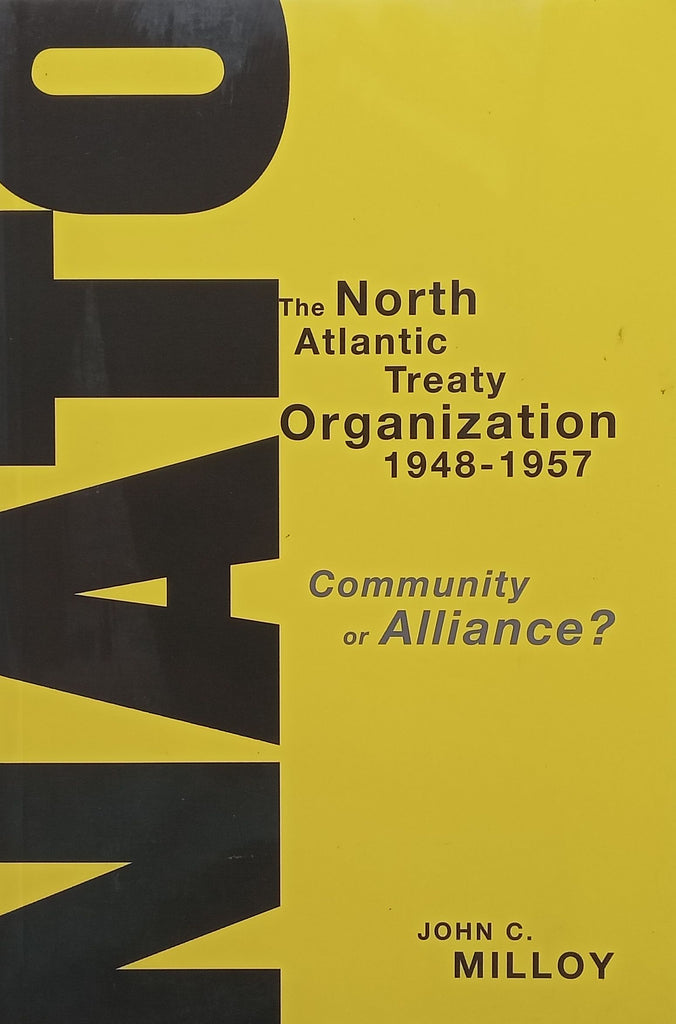 NATO
The North
Atlantic
Treaty
Organization
1948-1957
Community
or Alliance?
JOHN C.
MILLOY